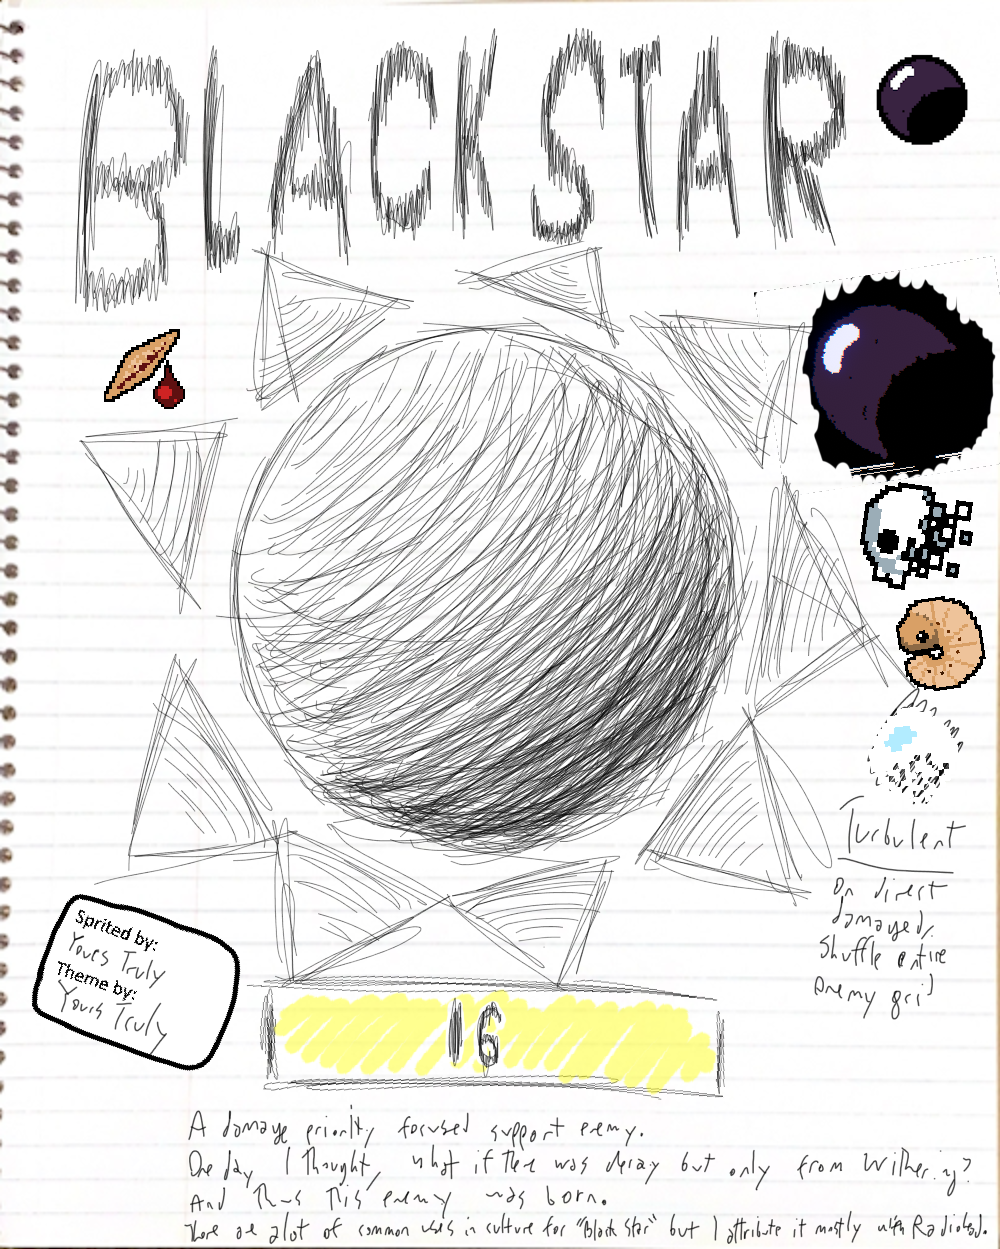 BLACK STAR
Turbulent
On direct
damaged,
Shuffle entire
enemy grid
Sprited by:
Yours Truly
Theme by:
Yours Truly
16
A damage priority focused support enemy.
One day I thought, what if there was decay but only from withering?
And thus this enemy was born.
There are alot of common uses in culture for "Black Star" but I attribute it mostly with Radiohead.